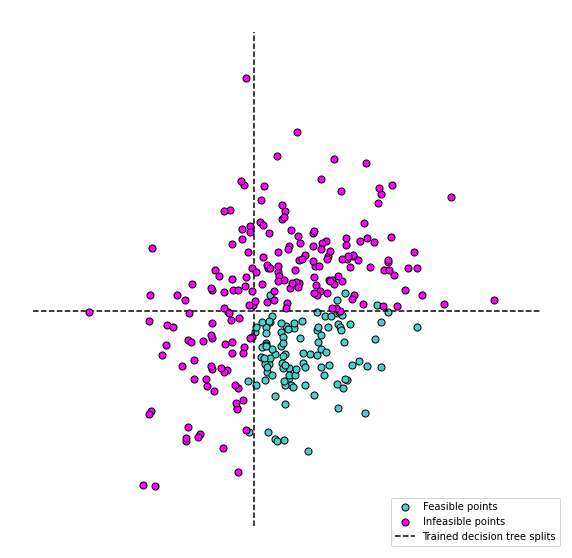 Feasible points
Infeasible points
Trained decision tree splits